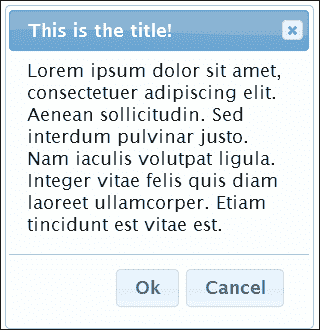 This is the title!
Lorem ipsum dolor sit amet,
consectetuer adipiscing elit.
Aenean sollicitudin. Sed
interdum pulvinar justo.
Nam iaculis volutpat ligula.
Integer vitae felis quis diam
laoreet ullamcorper. Etiam
tincidunt est vitae est.
Ok Cancel